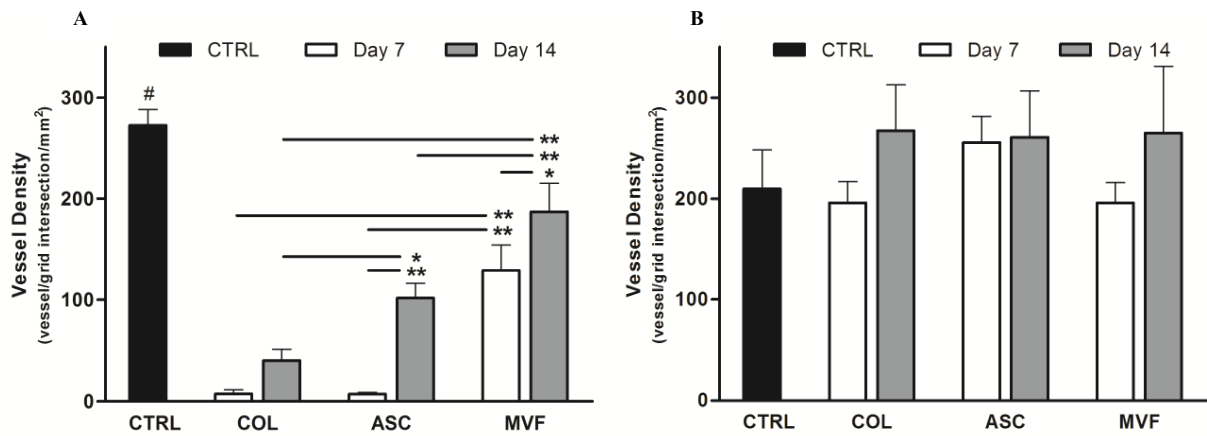 A
CTRL Day 7 Day 14
Vessel Density
(vessel/grid intersection/mm²)
300
200
100
0
#
**
**
*
**
**
*
**
CTRL COL ASC MVF
B
CTRL Day 7 Day 14
Vessel Density
(vessel/grid intersection/mm²)
300
200
100
0
CTRL COL ASC MVF